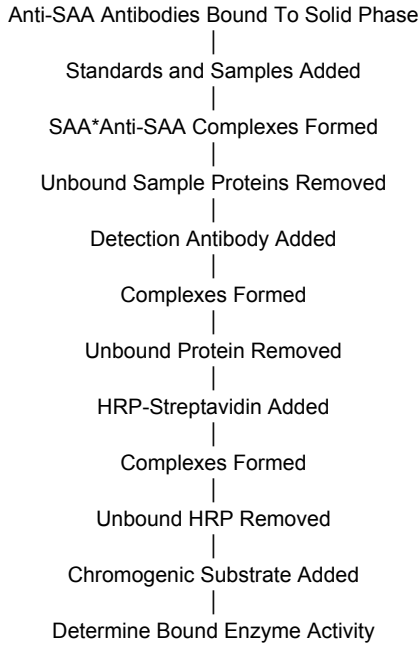 Anti-SAA Antibodies Bound To Solid Phase
Standards and Samples Added
SAA*Anti-SAA Complexes Formed
Unbound Sample Proteins Removed
Detection Antibody Added
Complexes Formed
Unbound Protein Removed
HRP-Streptavidin Added
Complexes Formed
Unbound HRP Removed
Chromogenic Substrate Added
Determine Bound Enzyme Activity